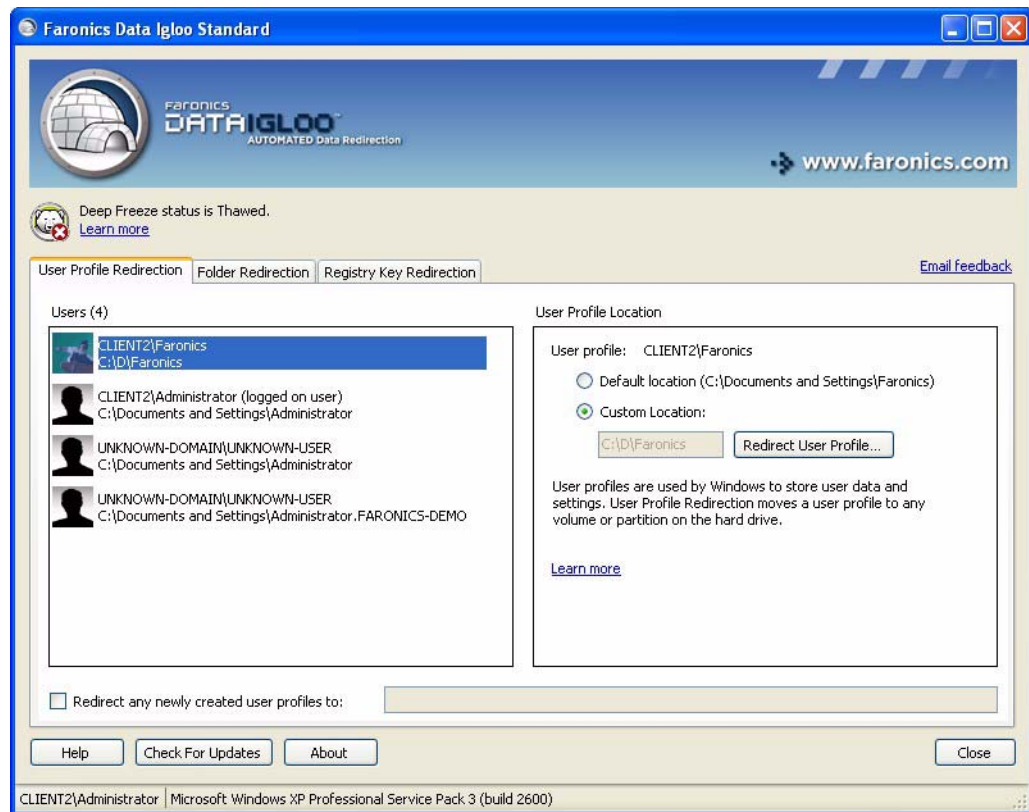 Faronics Data Igloo Standard
Faronics
DATAIGLOO™
AUTOMATED Data Redirection
www.faronics.com
Deep Freeze status is Thawed.
Learn more
User Profile Redirection
Folder Redirection
Registry Key Redirection
Email feedback
Users (4)
CLIENT2\Faronics
C:\D\Faronics
CLIENT2\Administrator (logged on user)
C:\Documents and Settings\Administrator
UNKNOWN-DOMAIN\UNKNOWN-USER
C:\Documents and Settings\Administrator
UNKNOWN-DOMAIN\UNKNOWN-USER
C:\Documents and Settings\Administrator.FARONICS-DEMO
User Profile Location
User profile: CLIENT2\Faronics
Default location (C:\Documents and Settings\Faronics)
Custom Location:
C:\D\Faronics
Redirect User Profile...
User profiles are used by Windows to store user data and
settings. User Profile Redirection moves a user profile to any
volume or partition on the hard drive.
Learn more
Redirect any newly created user profiles to:
Help
Check For Updates
About
Close
CLIENT2\Administrator
Microsoft Windows XP Professional Service Pack 3 (build 2600)